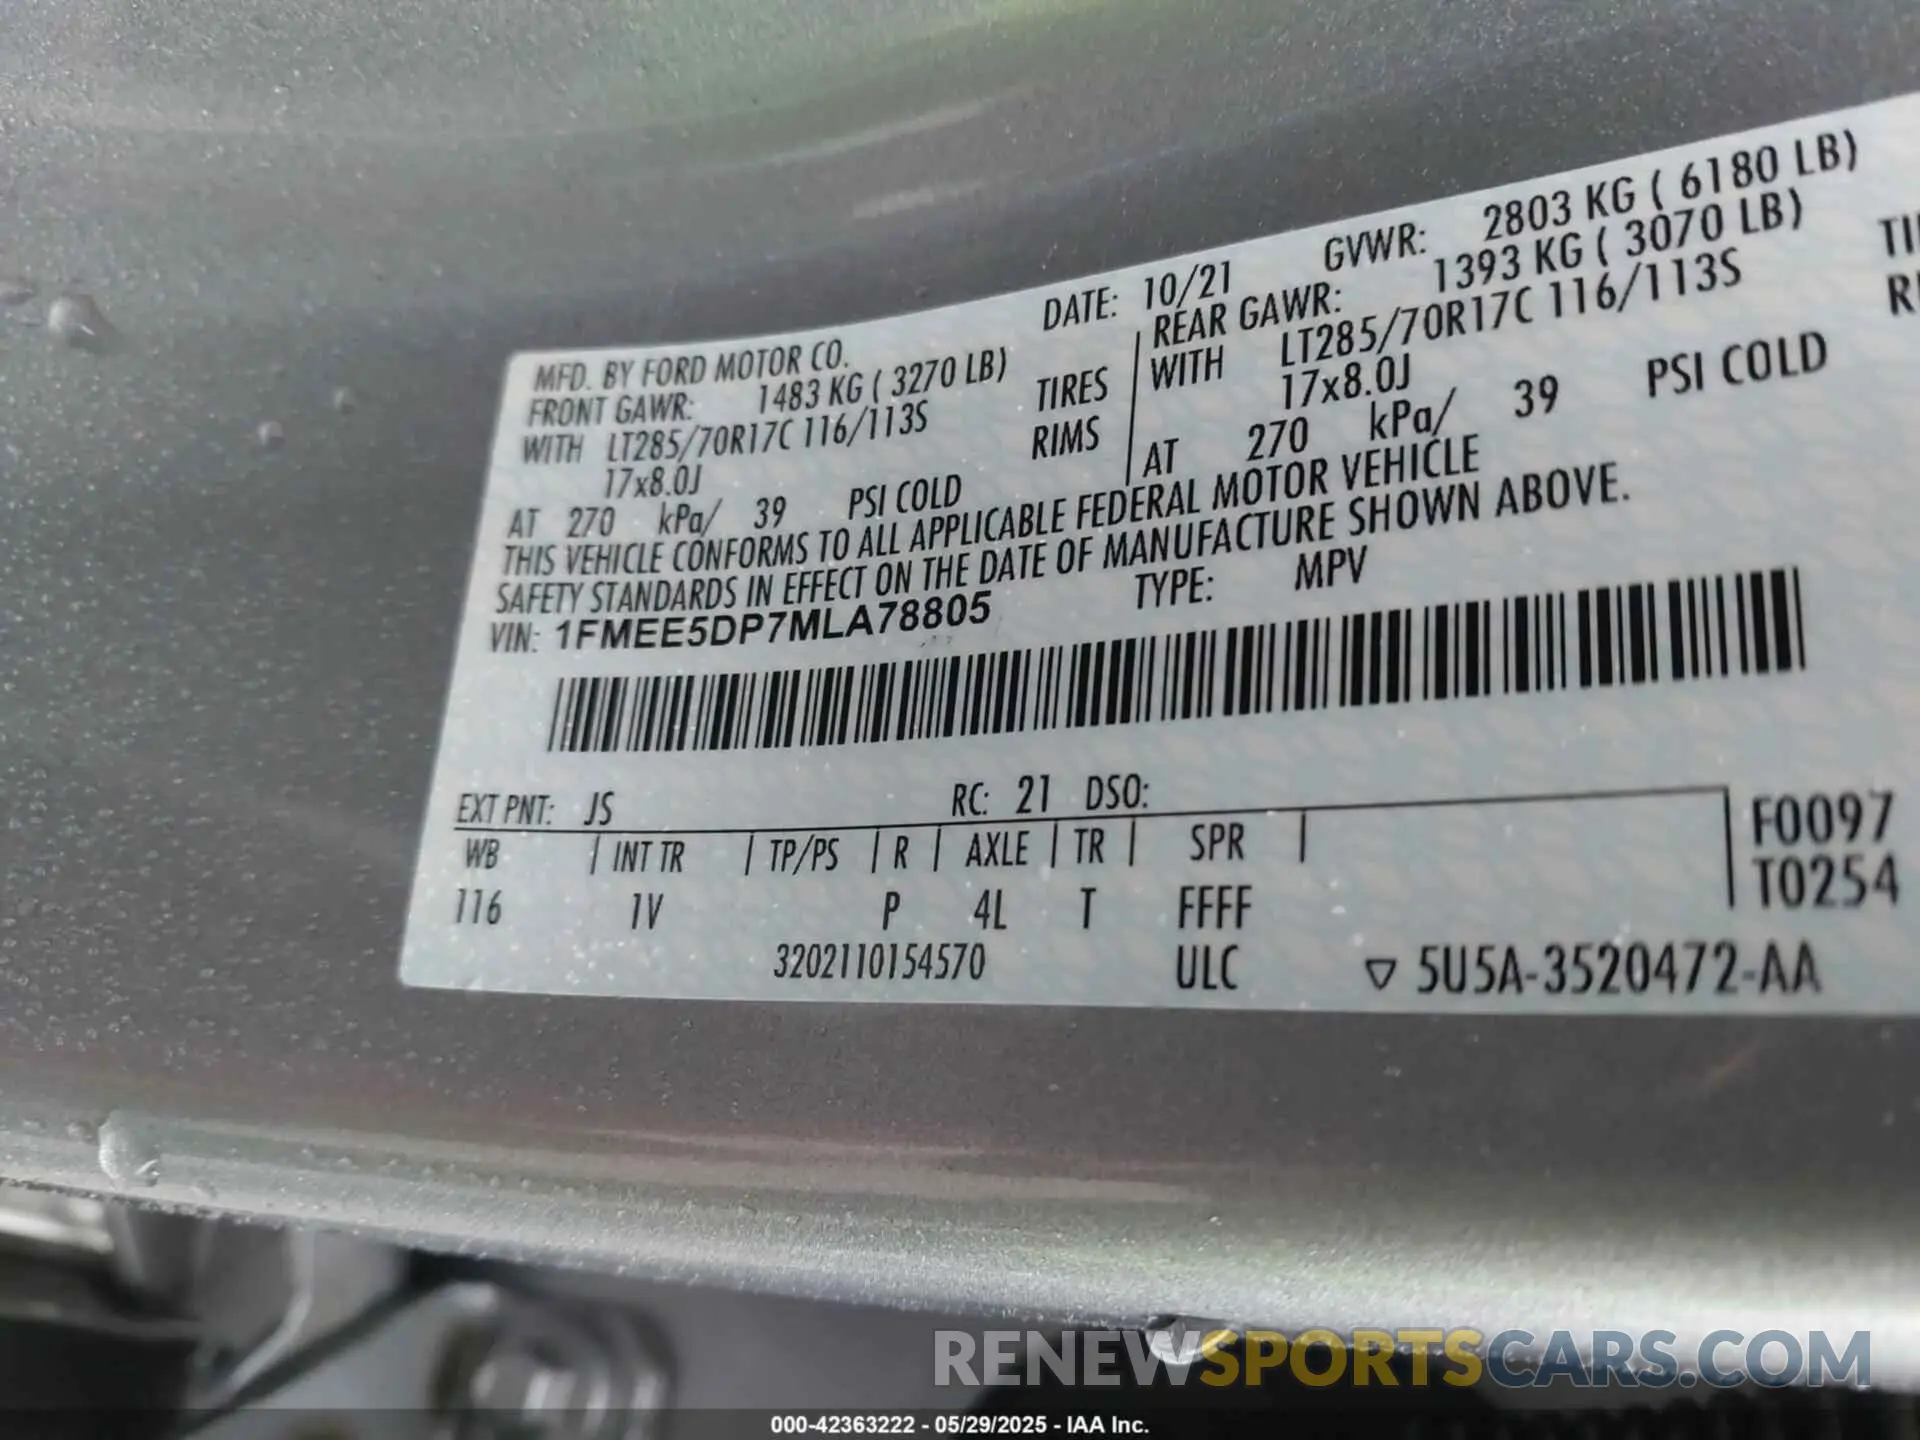 MFD. BY FORD MOTOR CO. DATE: 10/21 GVWR: 2803 KG ( 6180 LB)
FRONT GAWR: 1483 KG ( 3270 LB) REAR GAWR: 1393 KG ( 3070 LB)
WITH LT285/70R17C 116/113S TIRES WITH LT285/70R17C 116/113S
17x8.0J RIMS 17x8.0J
AT 270 kPa/ 39 PSI COLD AT 270 kPa/ 39 PSI COLD
THIS VEHICLE CONFORMS TO ALL APPLICABLE FEDERAL MOTOR VEHICLE
SAFETY STANDARDS IN EFFECT ON THE DATE OF MANUFACTURE SHOWN ABOVE.
VIN: 1FMEE5DP7MLA78805 TYPE: MPV
EXT PNT: JS RC: 21 DSO:
WB | INT TR | TP/PS | R | AXLE | TR | SPR | F0097
116 1V P 4L T FFFF T0254
3202110154570 ULC ▽ 5U5A-3520472-AA
RENEWSPORTSCARS.COM
000-42363222 - 05/29/2025 - IAA Inc.